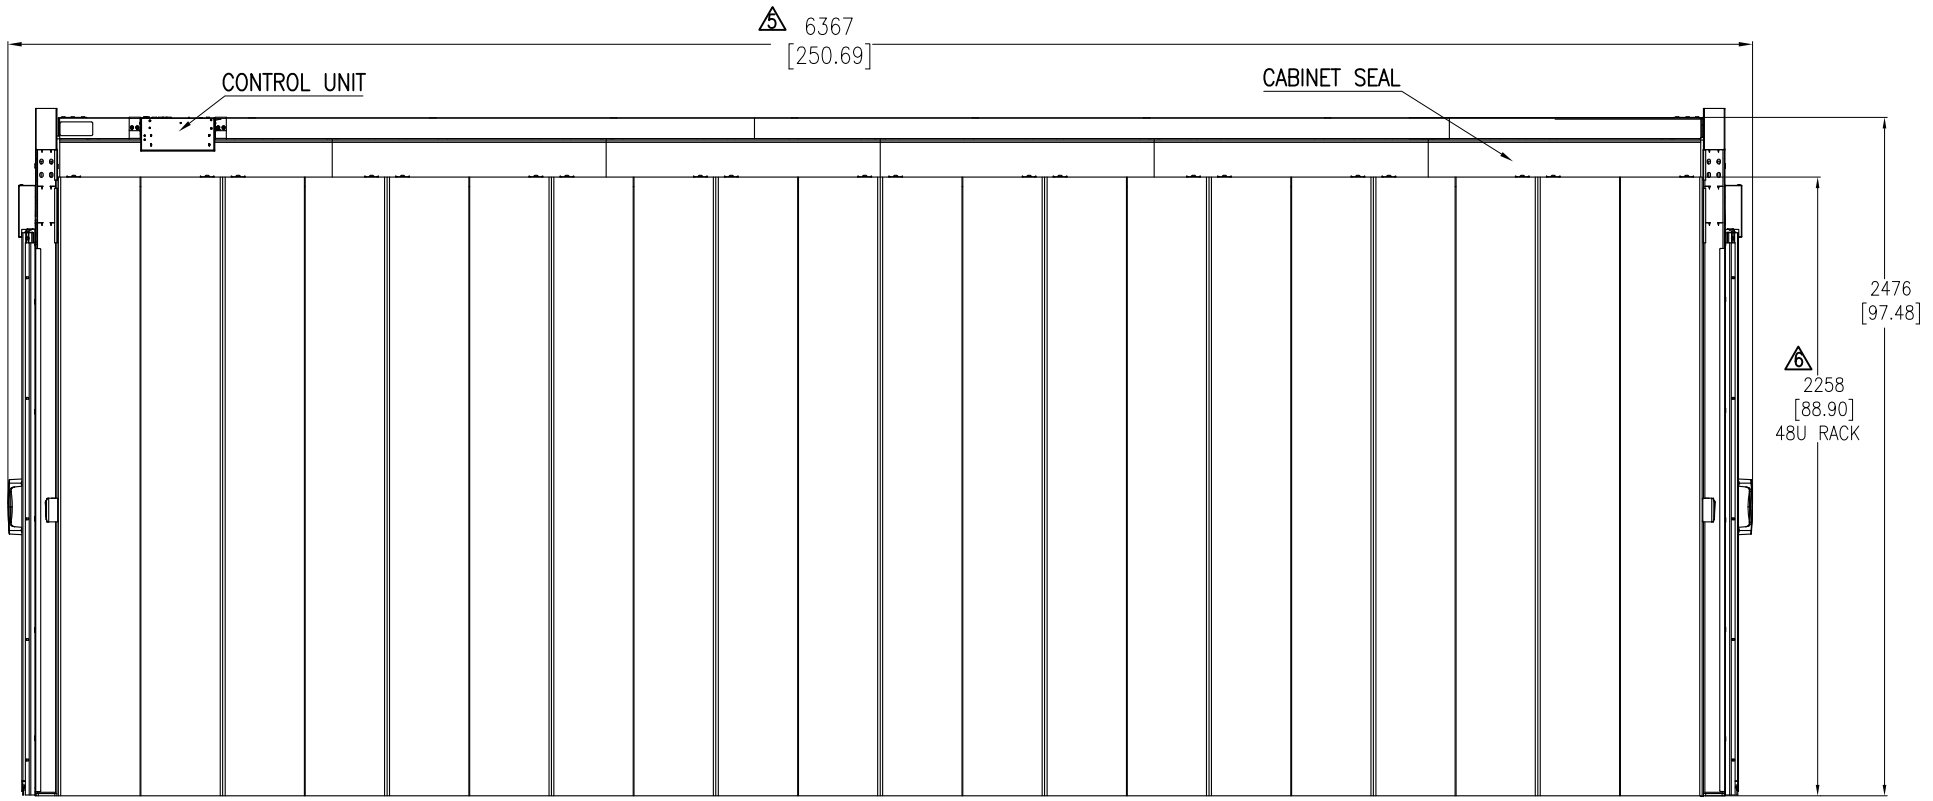 5 6367
[250.69]
CONTROL UNIT
CABINET SEAL
2476
[97.48]
6
2258
[88.90]
48U RACK